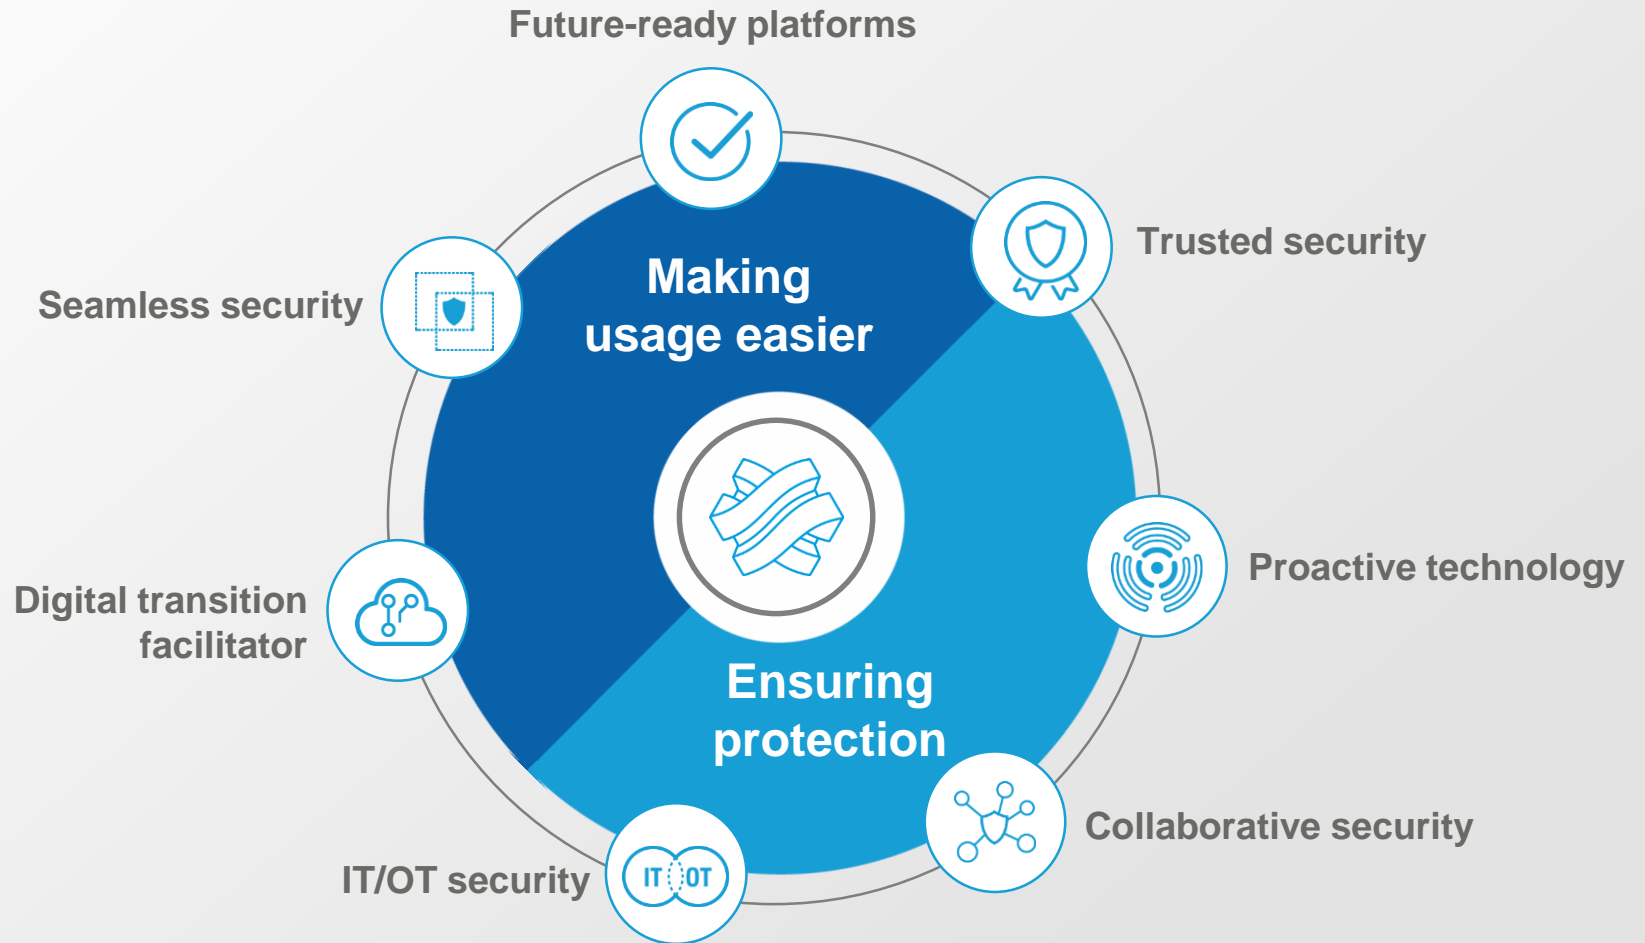 Future-ready platforms
Trusted security
Making
usage easier
Seamless security
Proactive technology
Digital transition
facilitator
Ensuring
protection
Collaborative security
IT/OT security
IT OT